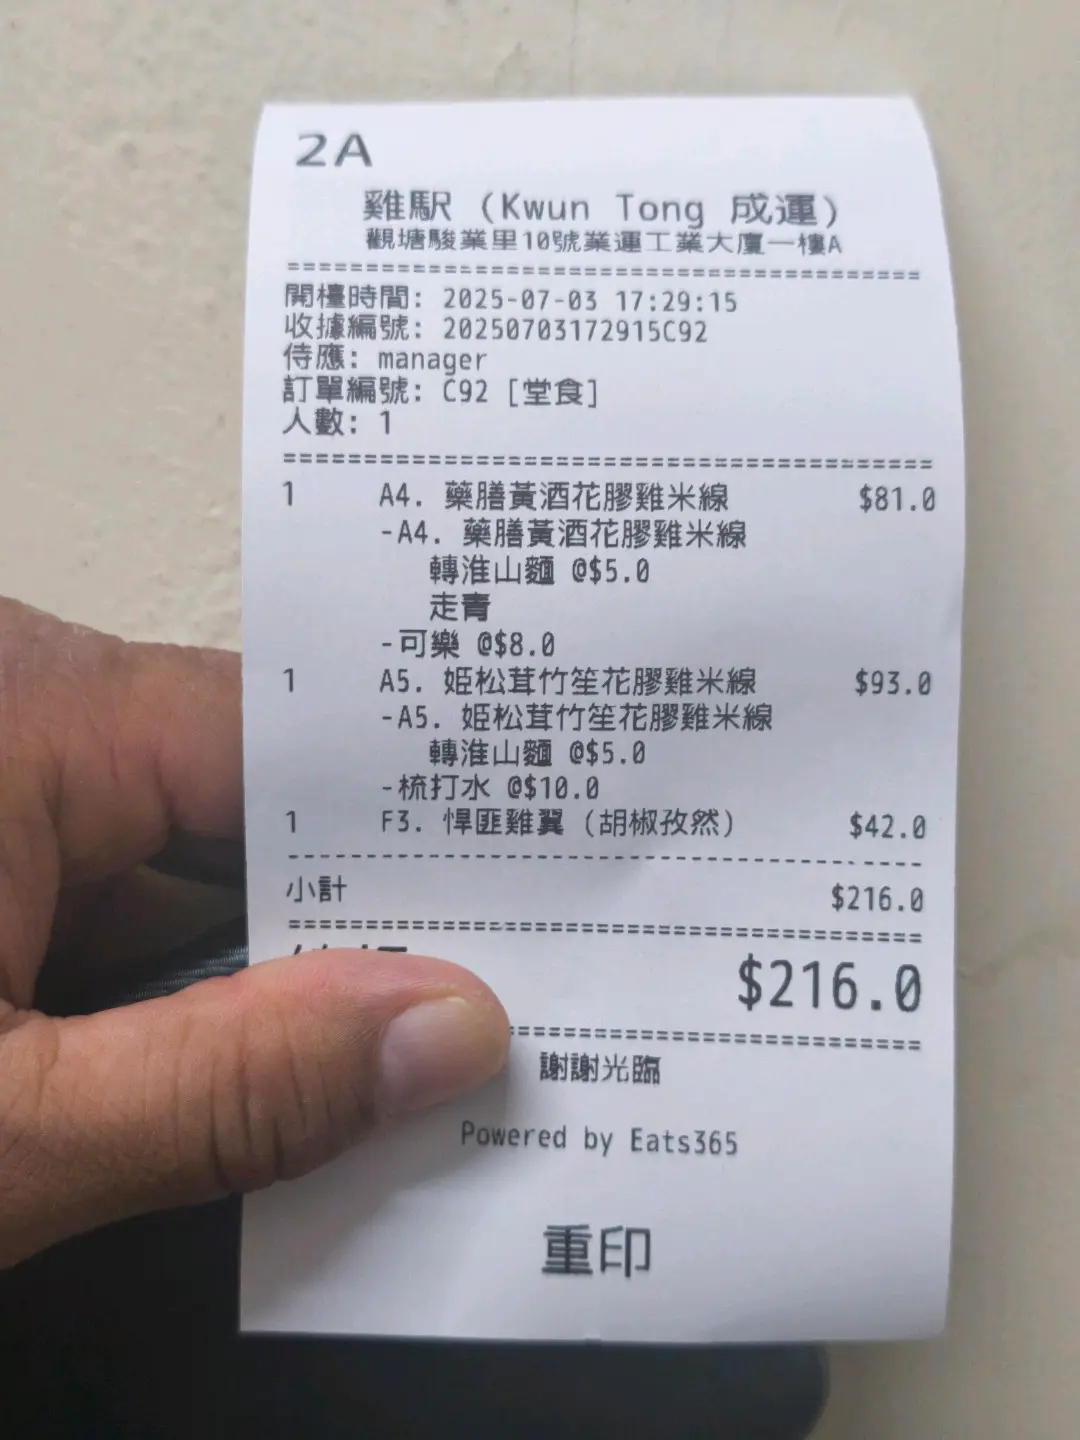 2A
雞駅 (Kwun Tong 成運)
觀塘駿業里10號業運工業大廈一樓A
========================================
開檯時間: 2025-07-03 17:29:15
收據編號: 20250703172915C92
侍應: manager
訂單編號: C92 [堂食]
人數: 1
========================================
1 A4. 藥膳黃酒花膠雞米線 $81.0
-A4. 藥膳黃酒花膠雞米線
轉淮山麵 @$5.0
走青
-可樂 @$8.0
1 A5. 姬松茸竹笙花膠雞米線 $93.0
-A5. 姬松茸竹笙花膠雞米線
轉淮山麵 @$5.0
-梳打水 @$10.0
1 F3. 悍匪雞翼 (胡椒孜然) $42.0
----------------------------------------
小計 $216.0
========================================
$216.0
========================================
謝謝光臨
Powered by Eats365
重印